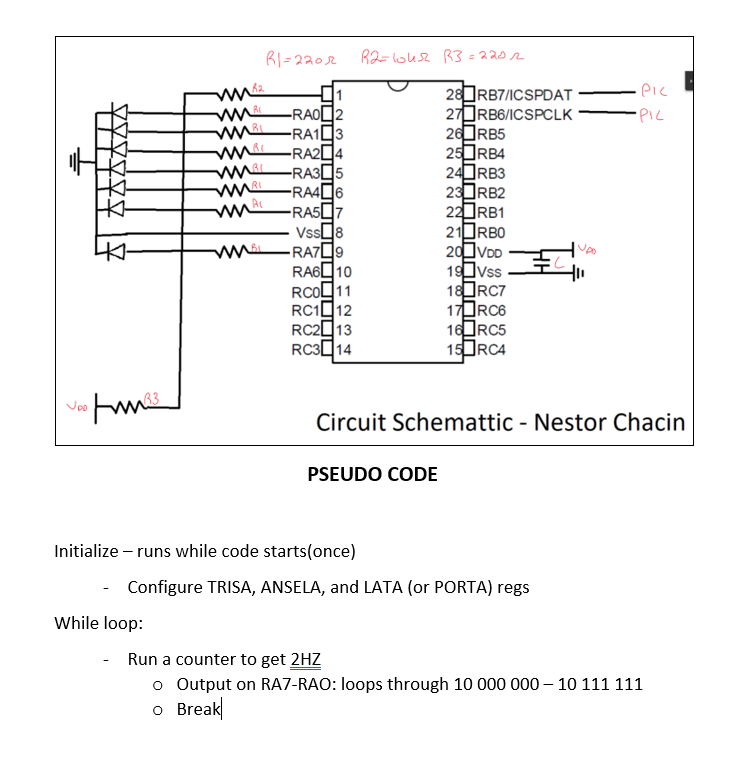 R1=220Ω R2=10kΩ R3=220Ω
R2 1 28 RB7/ICSPDAT PIC
R1 RA0 2 27 RB6/ICSPCLK PIC
R1 RA1 3 26 RB5
R1 RA2 4 25 RB4
R1 RA3 5 24 RB3
R1 RA4 6 23 RB2
R1 RA5 7 22 RB1
Vss 8 21 RB0
R1 RA7 9 20 VDD VDD
RA6 10 19 Vss C
RC0 11 18 RC7
RC1 12 17 RC6
RC2 13 16 RC5
RC3 14 15 RC4
VDD R3
Circuit Schemattic - Nestor Chacin
PSEUDO CODE
Initialize – runs while code starts(once)
- Configure TRISA, ANSELA, and LATA (or PORTA) regs
While loop:
- Run a counter to get 2HZ
o Output on RA7-RAO: loops through 10 000 000 – 10 111 111
o Break